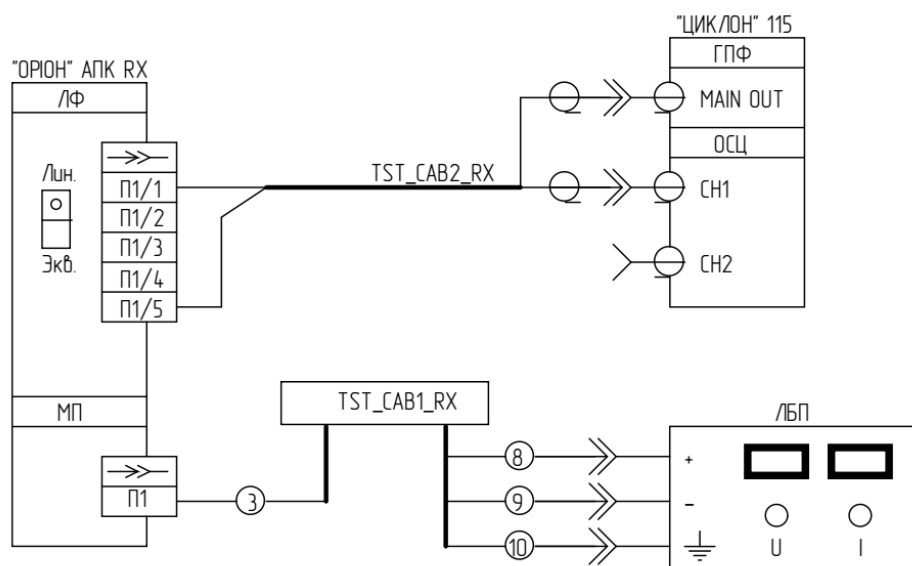 "ЦИКЛОН" 115
ГПФ
MAIN OUT
ОСЦ
CH1
CH2
"ОРІОН" АПК RX
ЛФ
Лин.
Экв.
П1/1
П1/2
П1/3
П1/4
П1/5
TST_CAB2_RX
МП
П1
3
TST_CAB1_RX
8
9
10
ЛБП
+
-
U
I